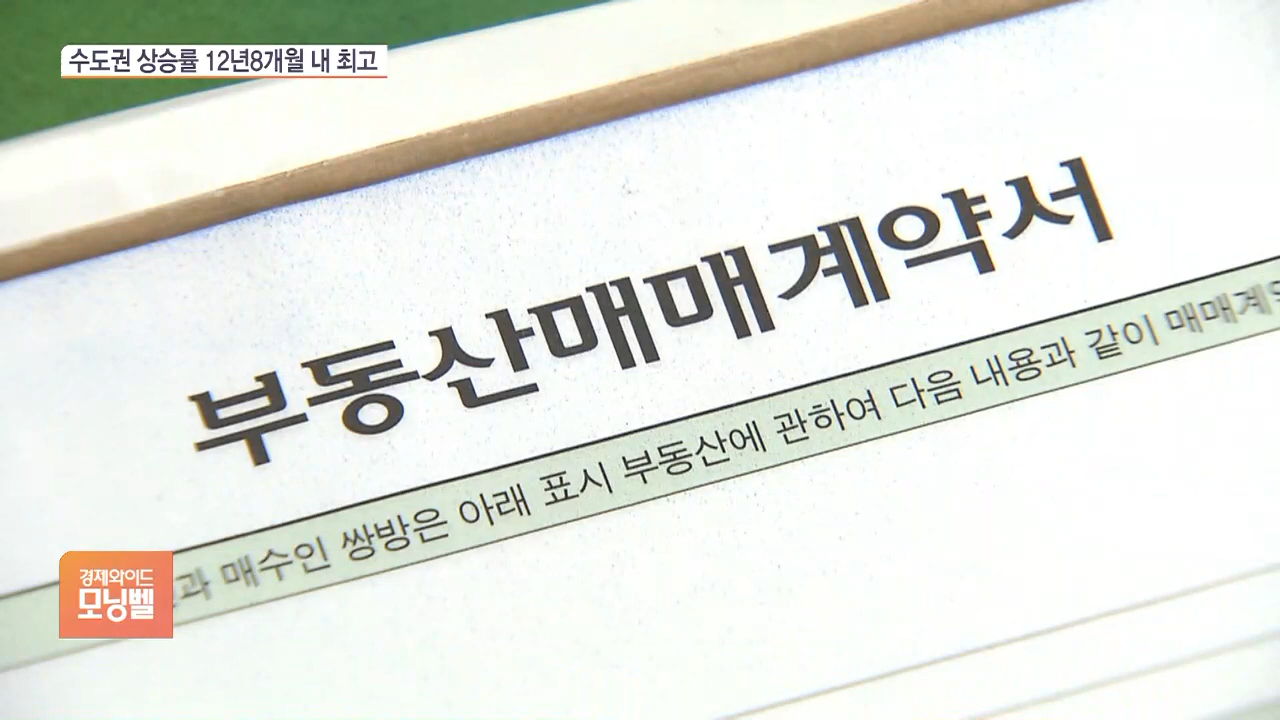 수도권 상승률 12년8개월 내 최고
부동산매매계약서
과 매수인 쌍방은 아래 표시 부동산에 관하여 다음 내용과 같이 매매계
경제와이드
모닝벨